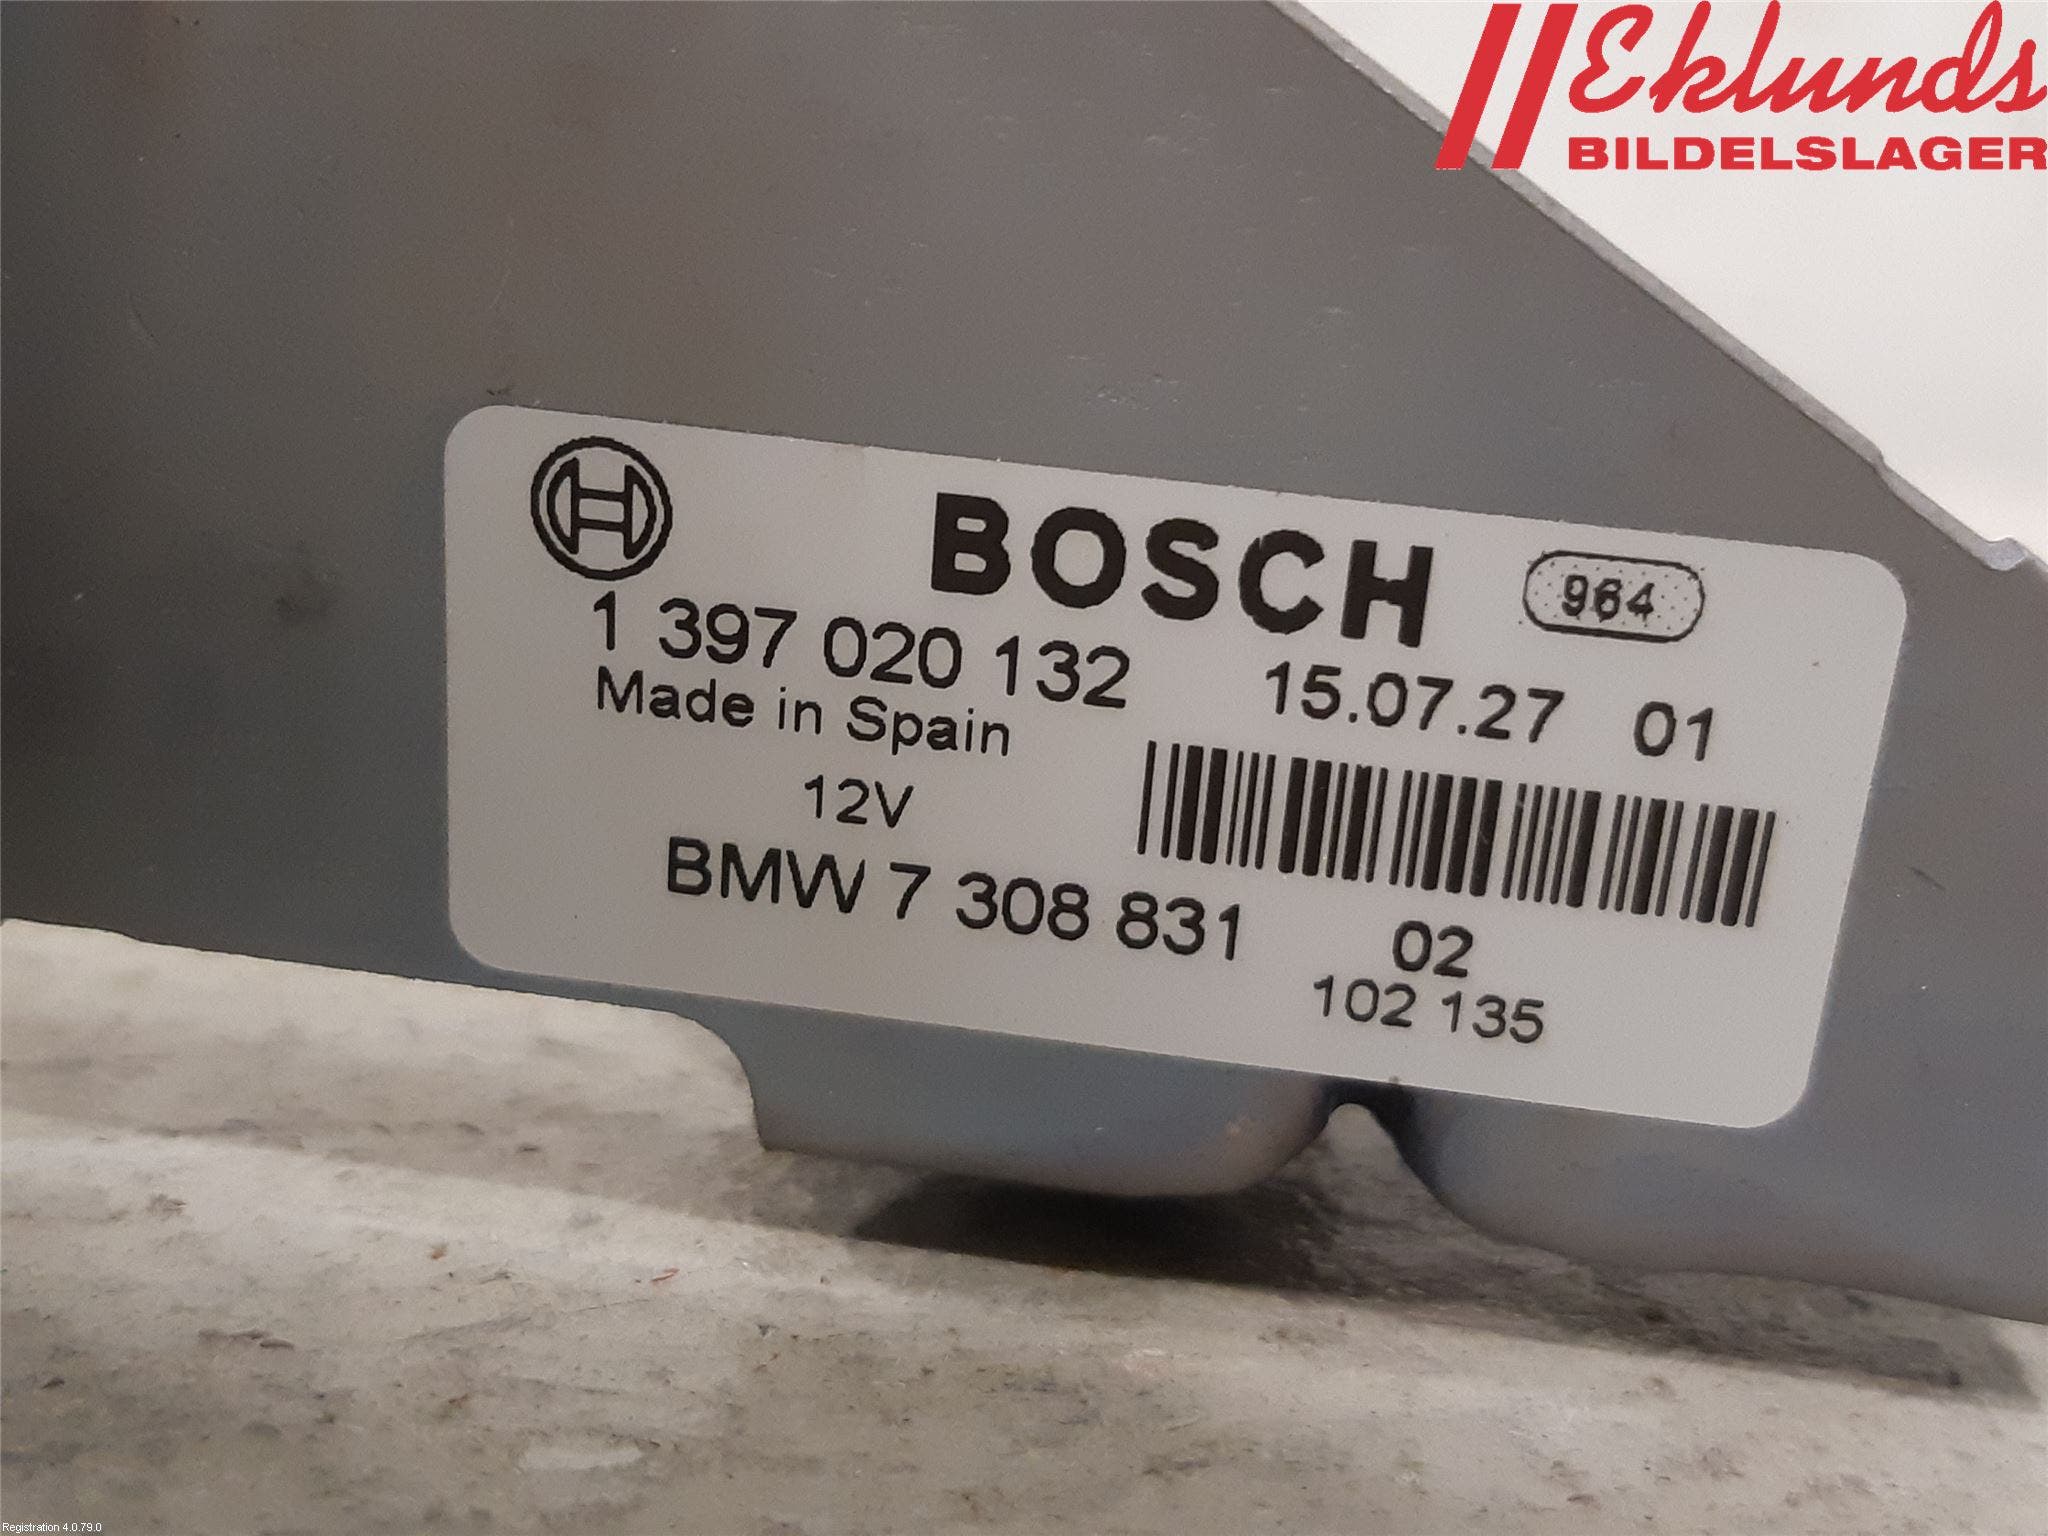 Eklunds
BILDELSLAGER
BOSCH 964
1 397 020 132 15.07.27 01
Made in Spain
12V
BMW 7 308 831 02
102 135
Registration 4.0.79.0